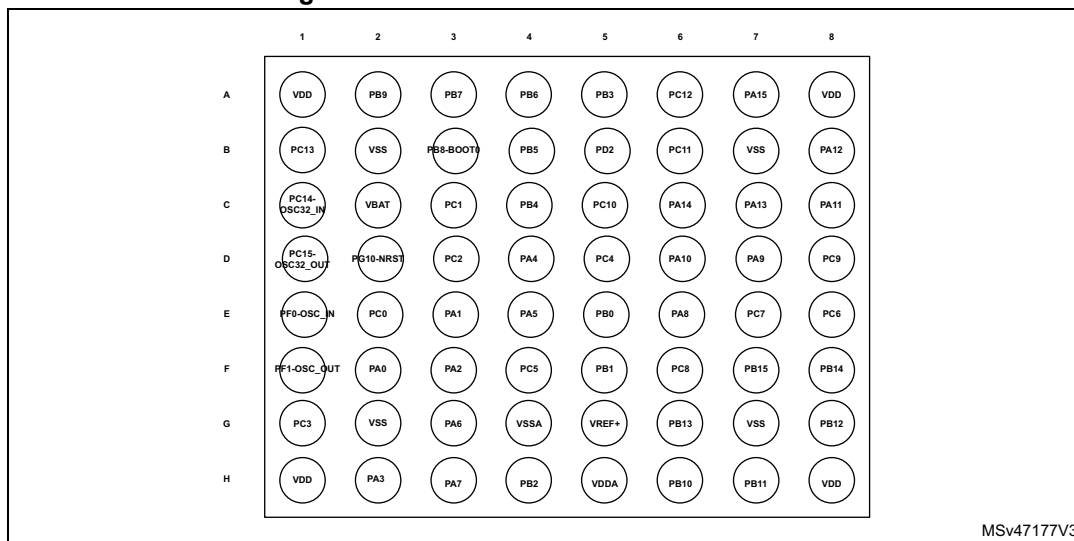 1 2 3 4 5 6 7 8
A VDD PB9 PB7 PB6 PB3 PC12 PA15 VDD
B PC13 VSS PB8-BOOT0 PB5 PD2 PC11 VSS PA12
C PC14-
OSC32_IN VBAT PC1 PB4 PC10 PA14 PA13 PA11
D PC15-
OSC32_OUT PG10-NRST PC2 PA4 PC4 PA10 PA9 PC9
E PF0-OSC_IN PC0 PA1 PA5 PB0 PA8 PC7 PC6
F PF1-OSC_OUT PA0 PA2 PC5 PB1 PC8 PB15 PB14
G PC3 VSS PA6 VSSA VREF+ PB13 VSS PB12
H VDD PA3 PA7 PB2 VDDA PB10 PB11 VDD
MSv47177V3